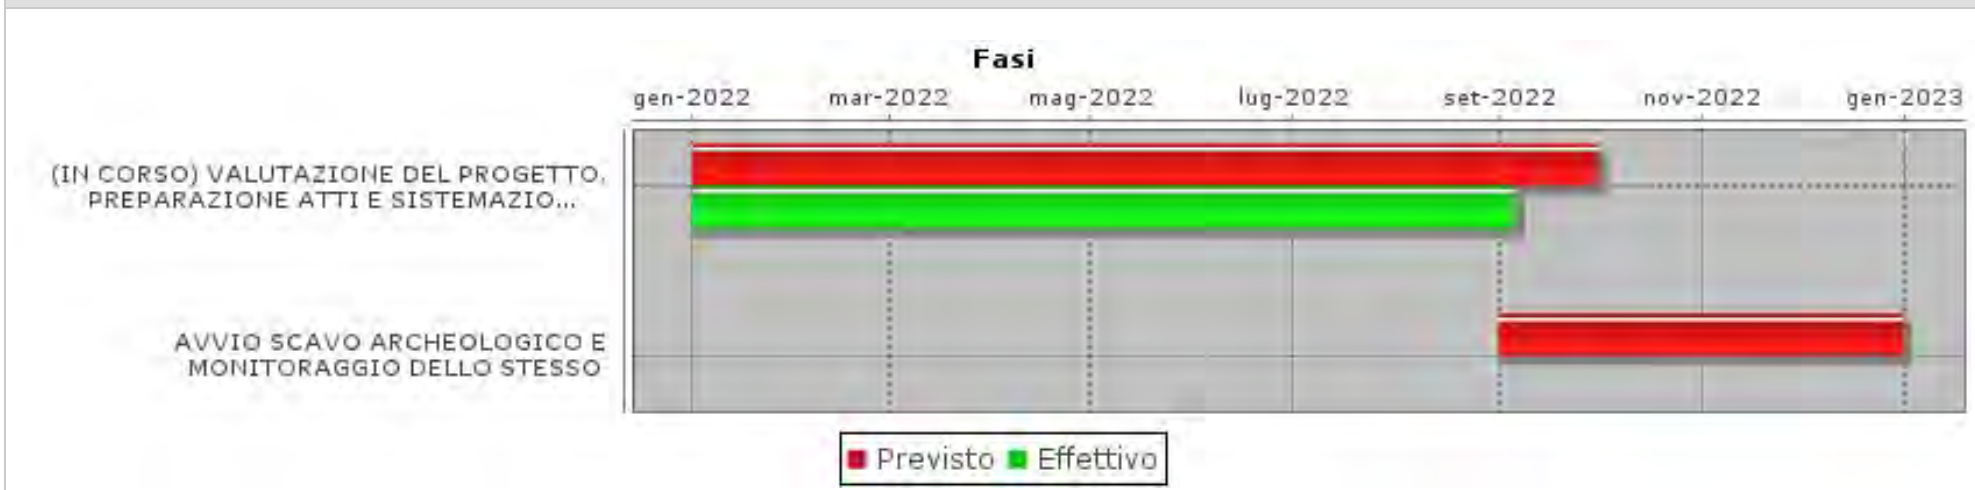 Fasi
gen-2022 mar-2022 mag-2022 lug-2022 set-2022 nov-2022 gen-2023
(IN CORSO) VALUTAZIONE DEL PROGETTO,
PREPARAZIONE ATTI E SISTEMAZIO...
AVVIO SCAVO ARCHEOLOGICO E
MONITORAGGIO DELLO STESSO
Previsto Effettivo